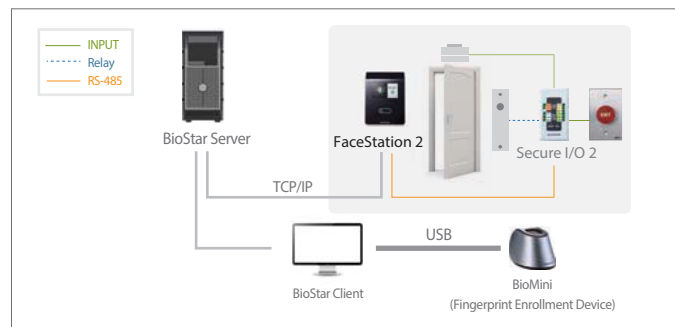 INPUT
Relay
RS-485
BioStar Server
FaceStation 2
EXIT
Secure I/O 2
TCP/IP
USB
BioStar Client
BioMini
(Fingerprint Enrollment Device)